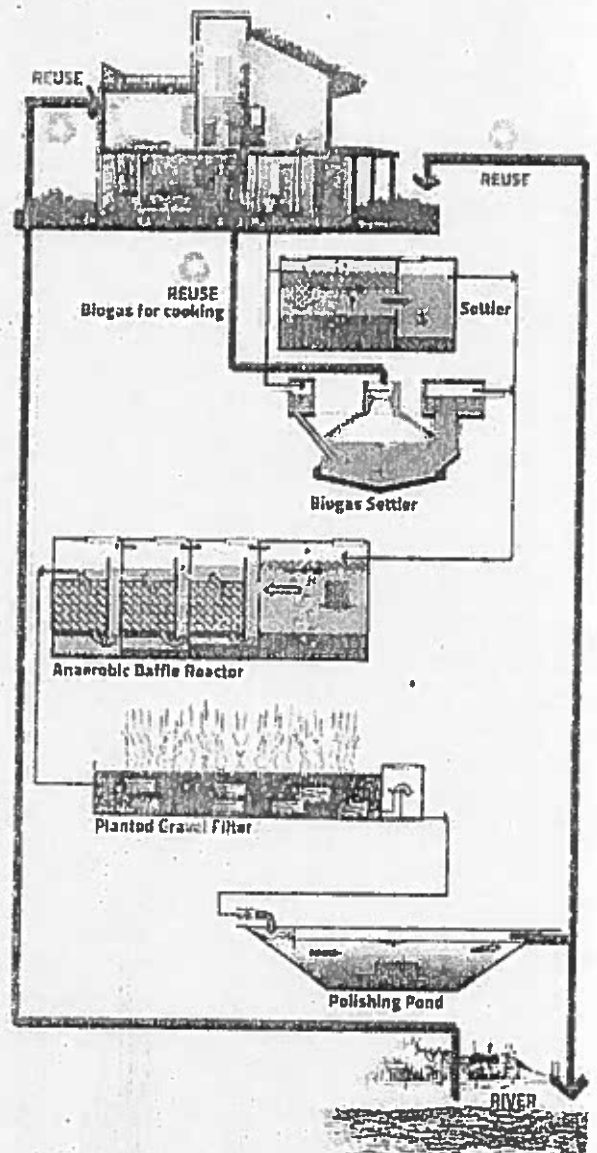 REUSE
REUSE
REUSE
Biogas for cooking
Settler
Biogas Settler
Anaerobic Baffle Reactor
Planted Gravel Filter
Polishing Pond
RIVER